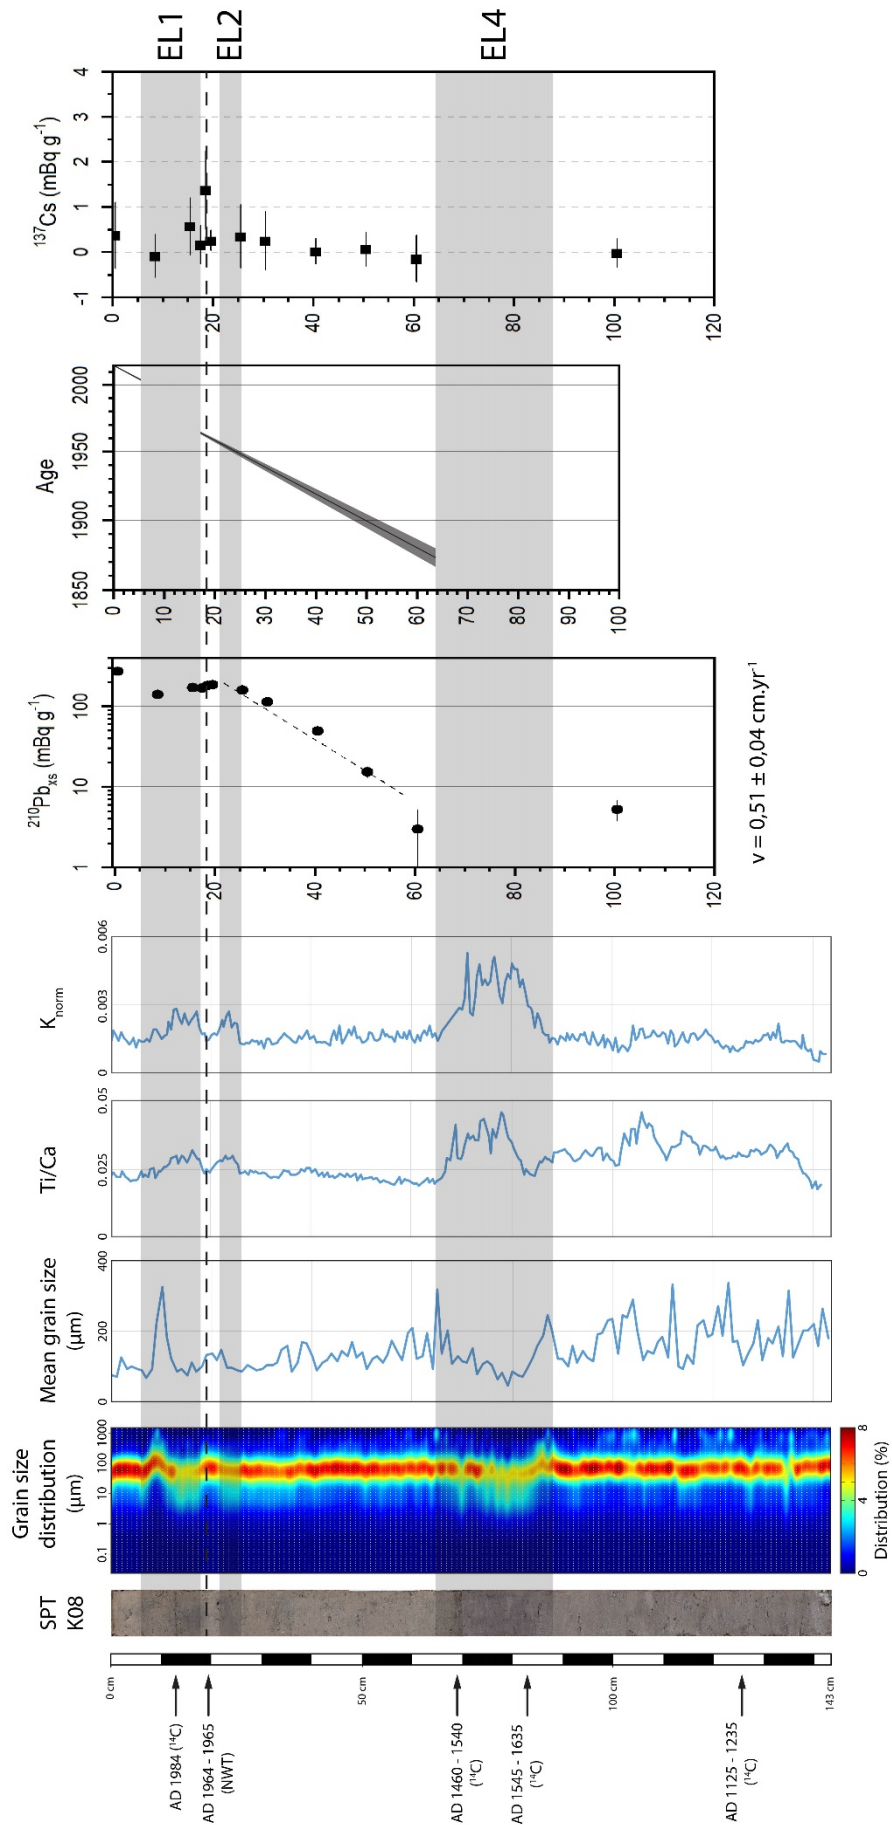 AD 1984 (¹⁴C)
AD 1964 - 1965
(NWT)
AD 1460 - 1540
(¹⁴C)
AD 1545 - 1635
(¹⁴C)
AD 1125 - 1235
(¹⁴C)
0 cm
50 cm
100 cm
143 cm
SPT
K08
Grain size
distribution
(µm)
0.1 1 10 100 1000
0 4 8
Distribution (%)
Mean grain size
(µm)
0 200 400
Ti/Ca
0 0.025 0.05
K norm
0 0.003 0.006
²¹⁰Pbxs (mBq g⁻¹)
1 10 100
0
20
40
60
80
100
120
v = 0,51 ± 0,04 cm.yr⁻¹
Age
1850 1900 1950 2000
0
10
20
30
40
50
60
70
80
90
100
¹³⁷Cs (mBq g⁻¹)
-1 0 1 2 3 4
0
20
40
60
80
100
120
EL1
EL2
EL4